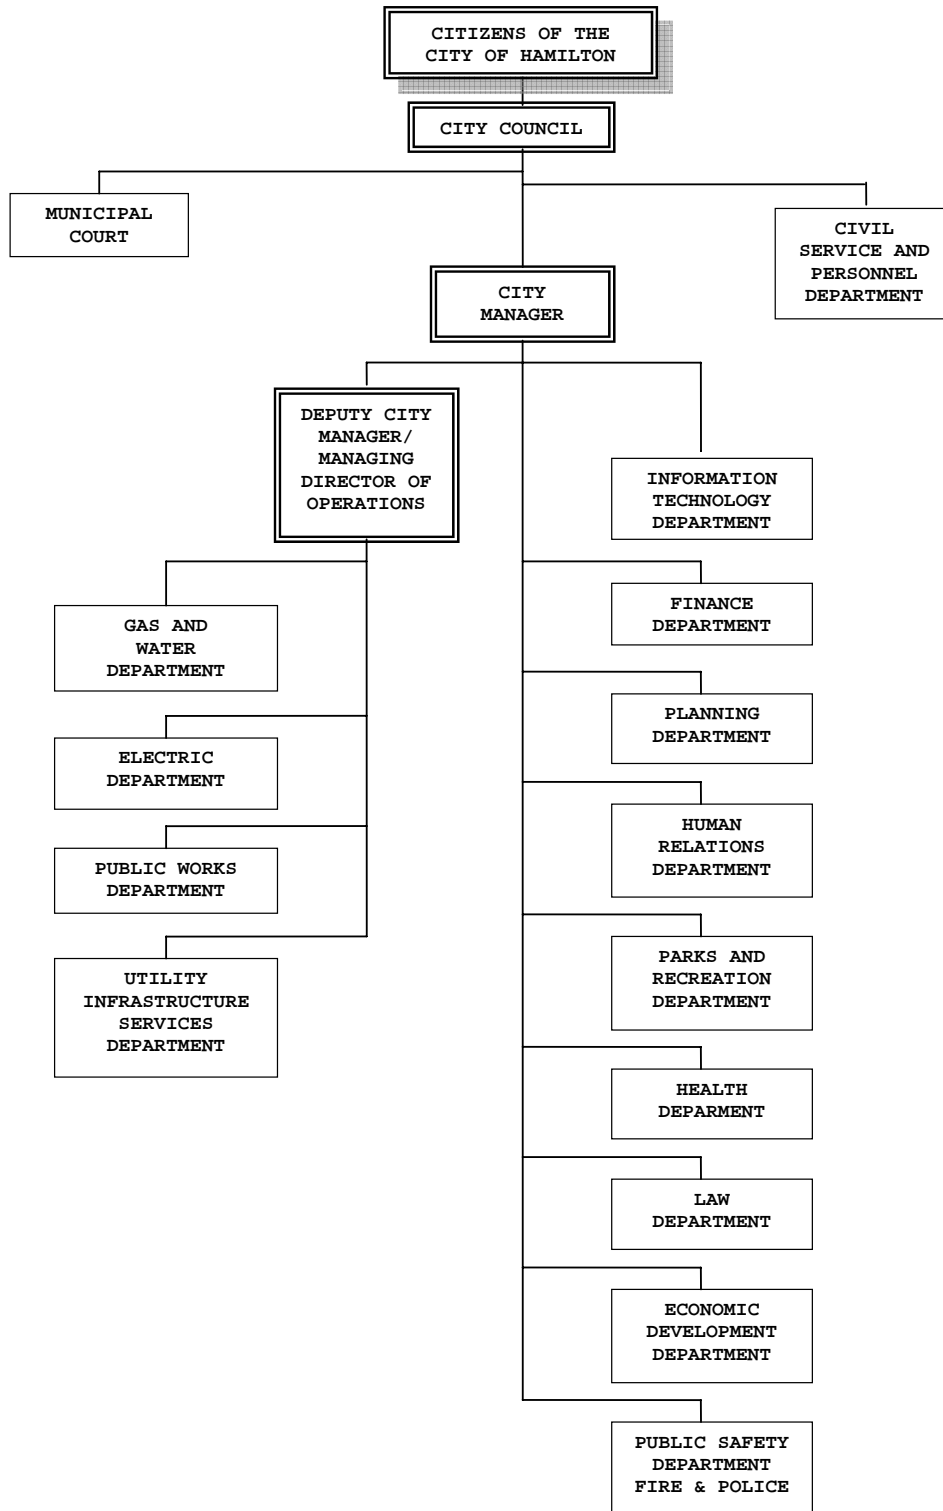 CITIZENS OF THE
CITY OF HAMILTON
CITY COUNCIL
MUNICIPAL
COURT
CIVIL
SERVICE AND
PERSONNEL
DEPARTMENT
CITY
MANAGER
DEPUTY CITY
MANAGER/
MANAGING
DIRECTOR OF
OPERATIONS
INFORMATION
TECHNOLOGY
DEPARTMENT
GAS AND
WATER
DEPARTMENT
FINANCE
DEPARTMENT
ELECTRIC
DEPARTMENT
PLANNING
DEPARTMENT
PUBLIC WORKS
DEPARTMENT
HUMAN
RELATIONS
DEPARTMENT
UTILITY
INFRASTRUCTURE
SERVICES
DEPARTMENT
PARKS AND
RECREATION
DEPARTMENT
HEALTH
DEPARMENT
LAW
DEPARTMENT
ECONOMIC
DEVELOPMENT
DEPARTMENT
PUBLIC SAFETY
DEPARTMENT
FIRE & POLICE